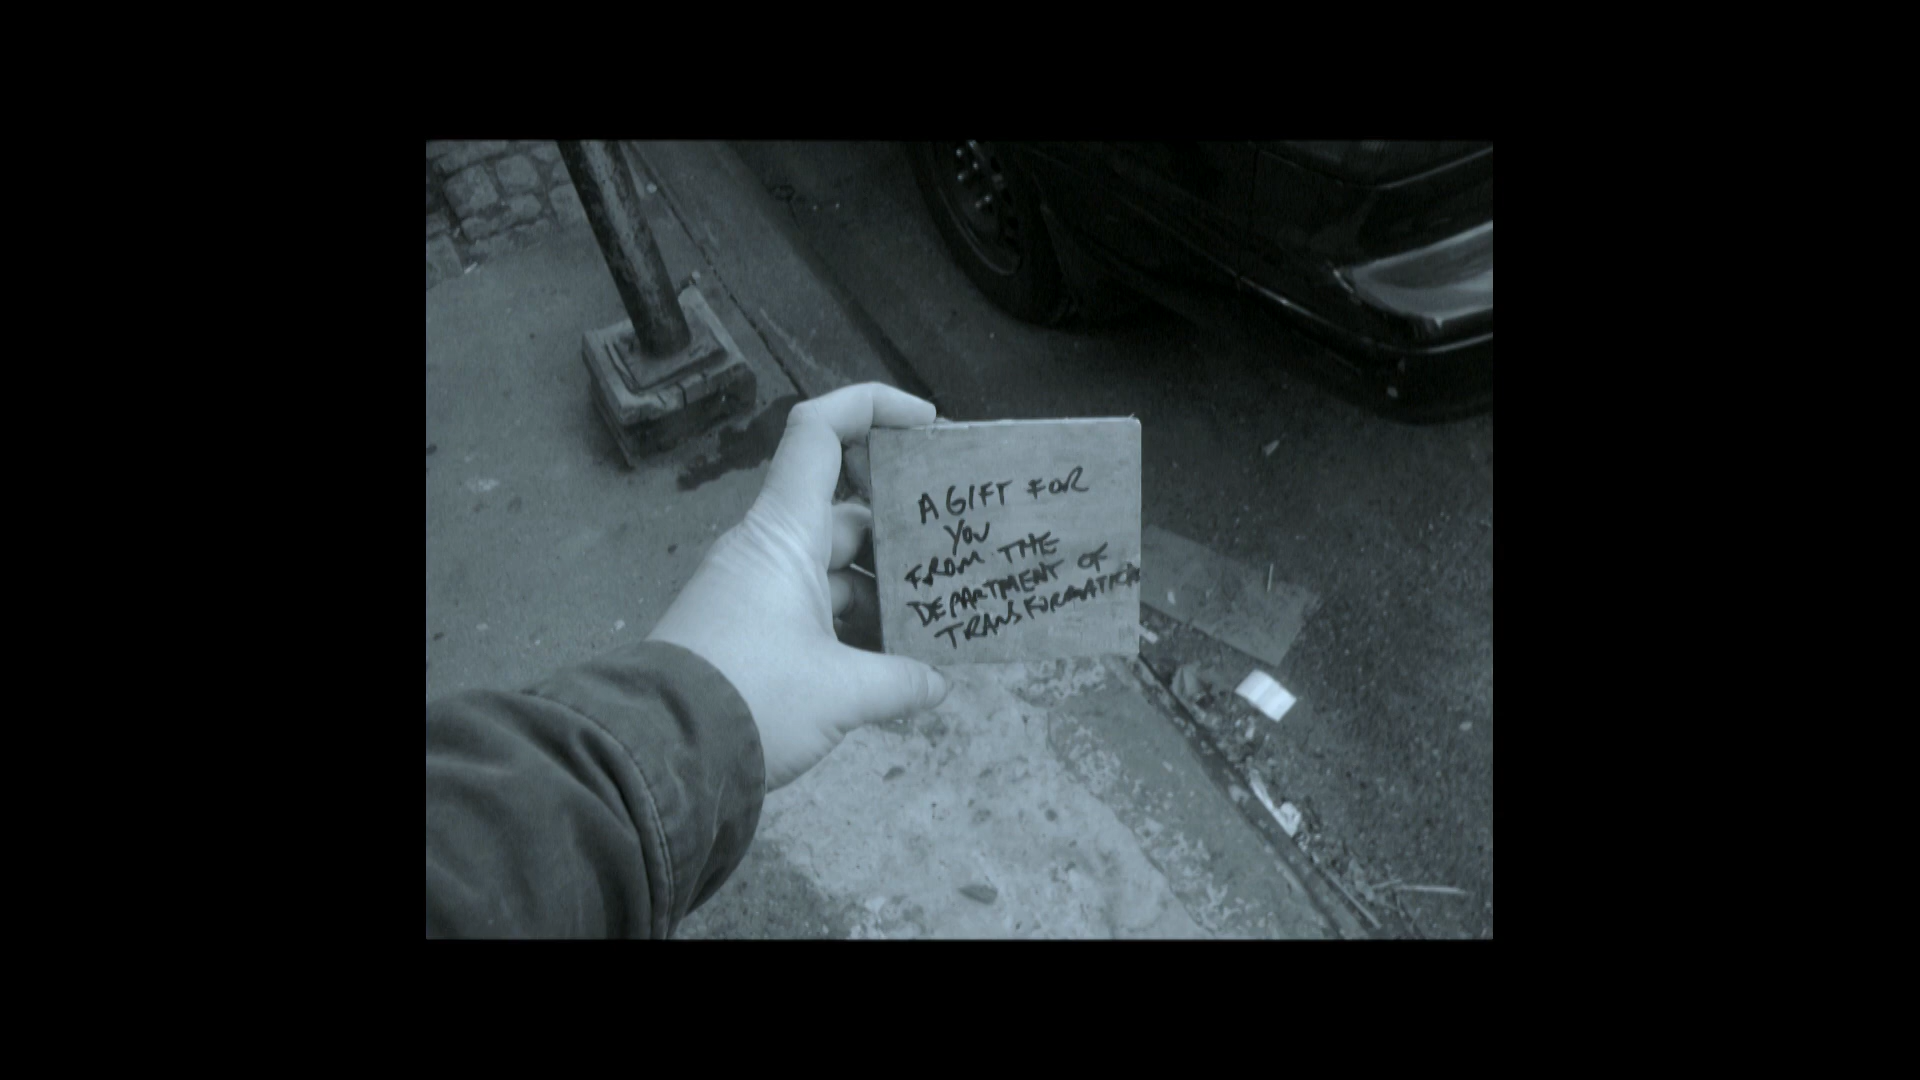 A GIFT FOR
YOU
FROM THE
DEPARTMENT OF
TRANSFORMATION